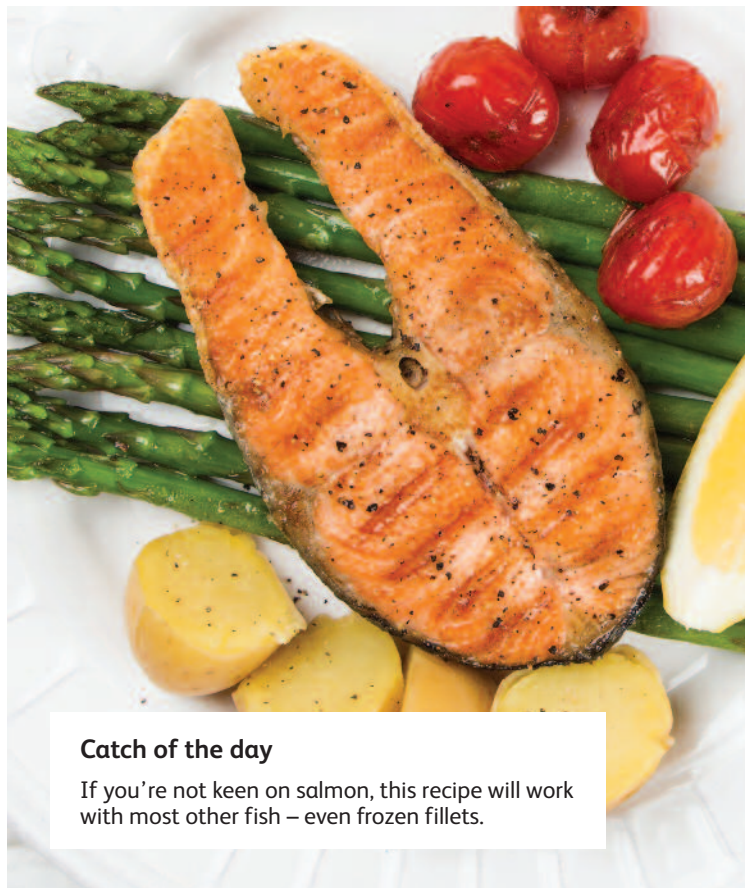 Catch of the day
If you’re not keen on salmon, this recipe will work
with most other fish – even frozen fillets.